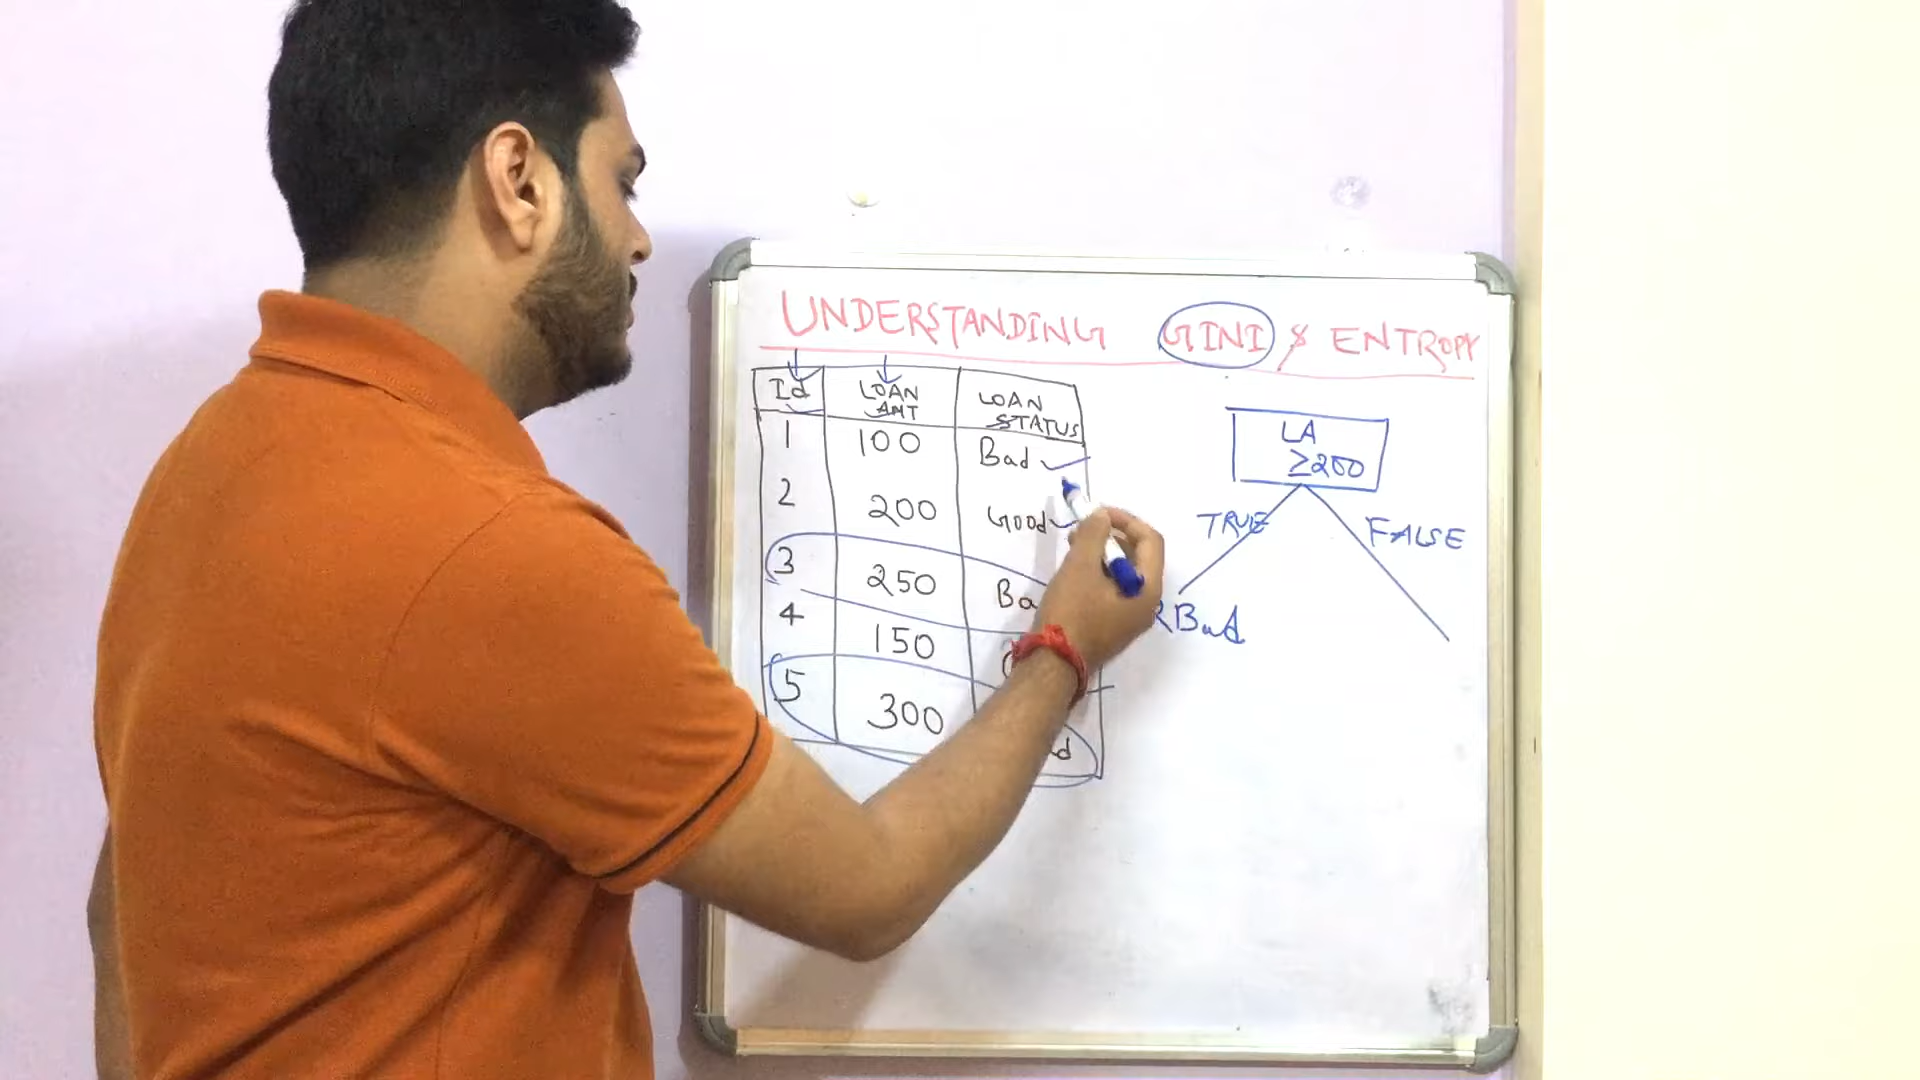 UNDERSTANDING GINI & ENTROPY
Id LOAN AMT LOAN STATUS
1 100 Bad
2 200 Good
3 250
4 150
5 300
LA
≥200
TRUE FALSE
Bad